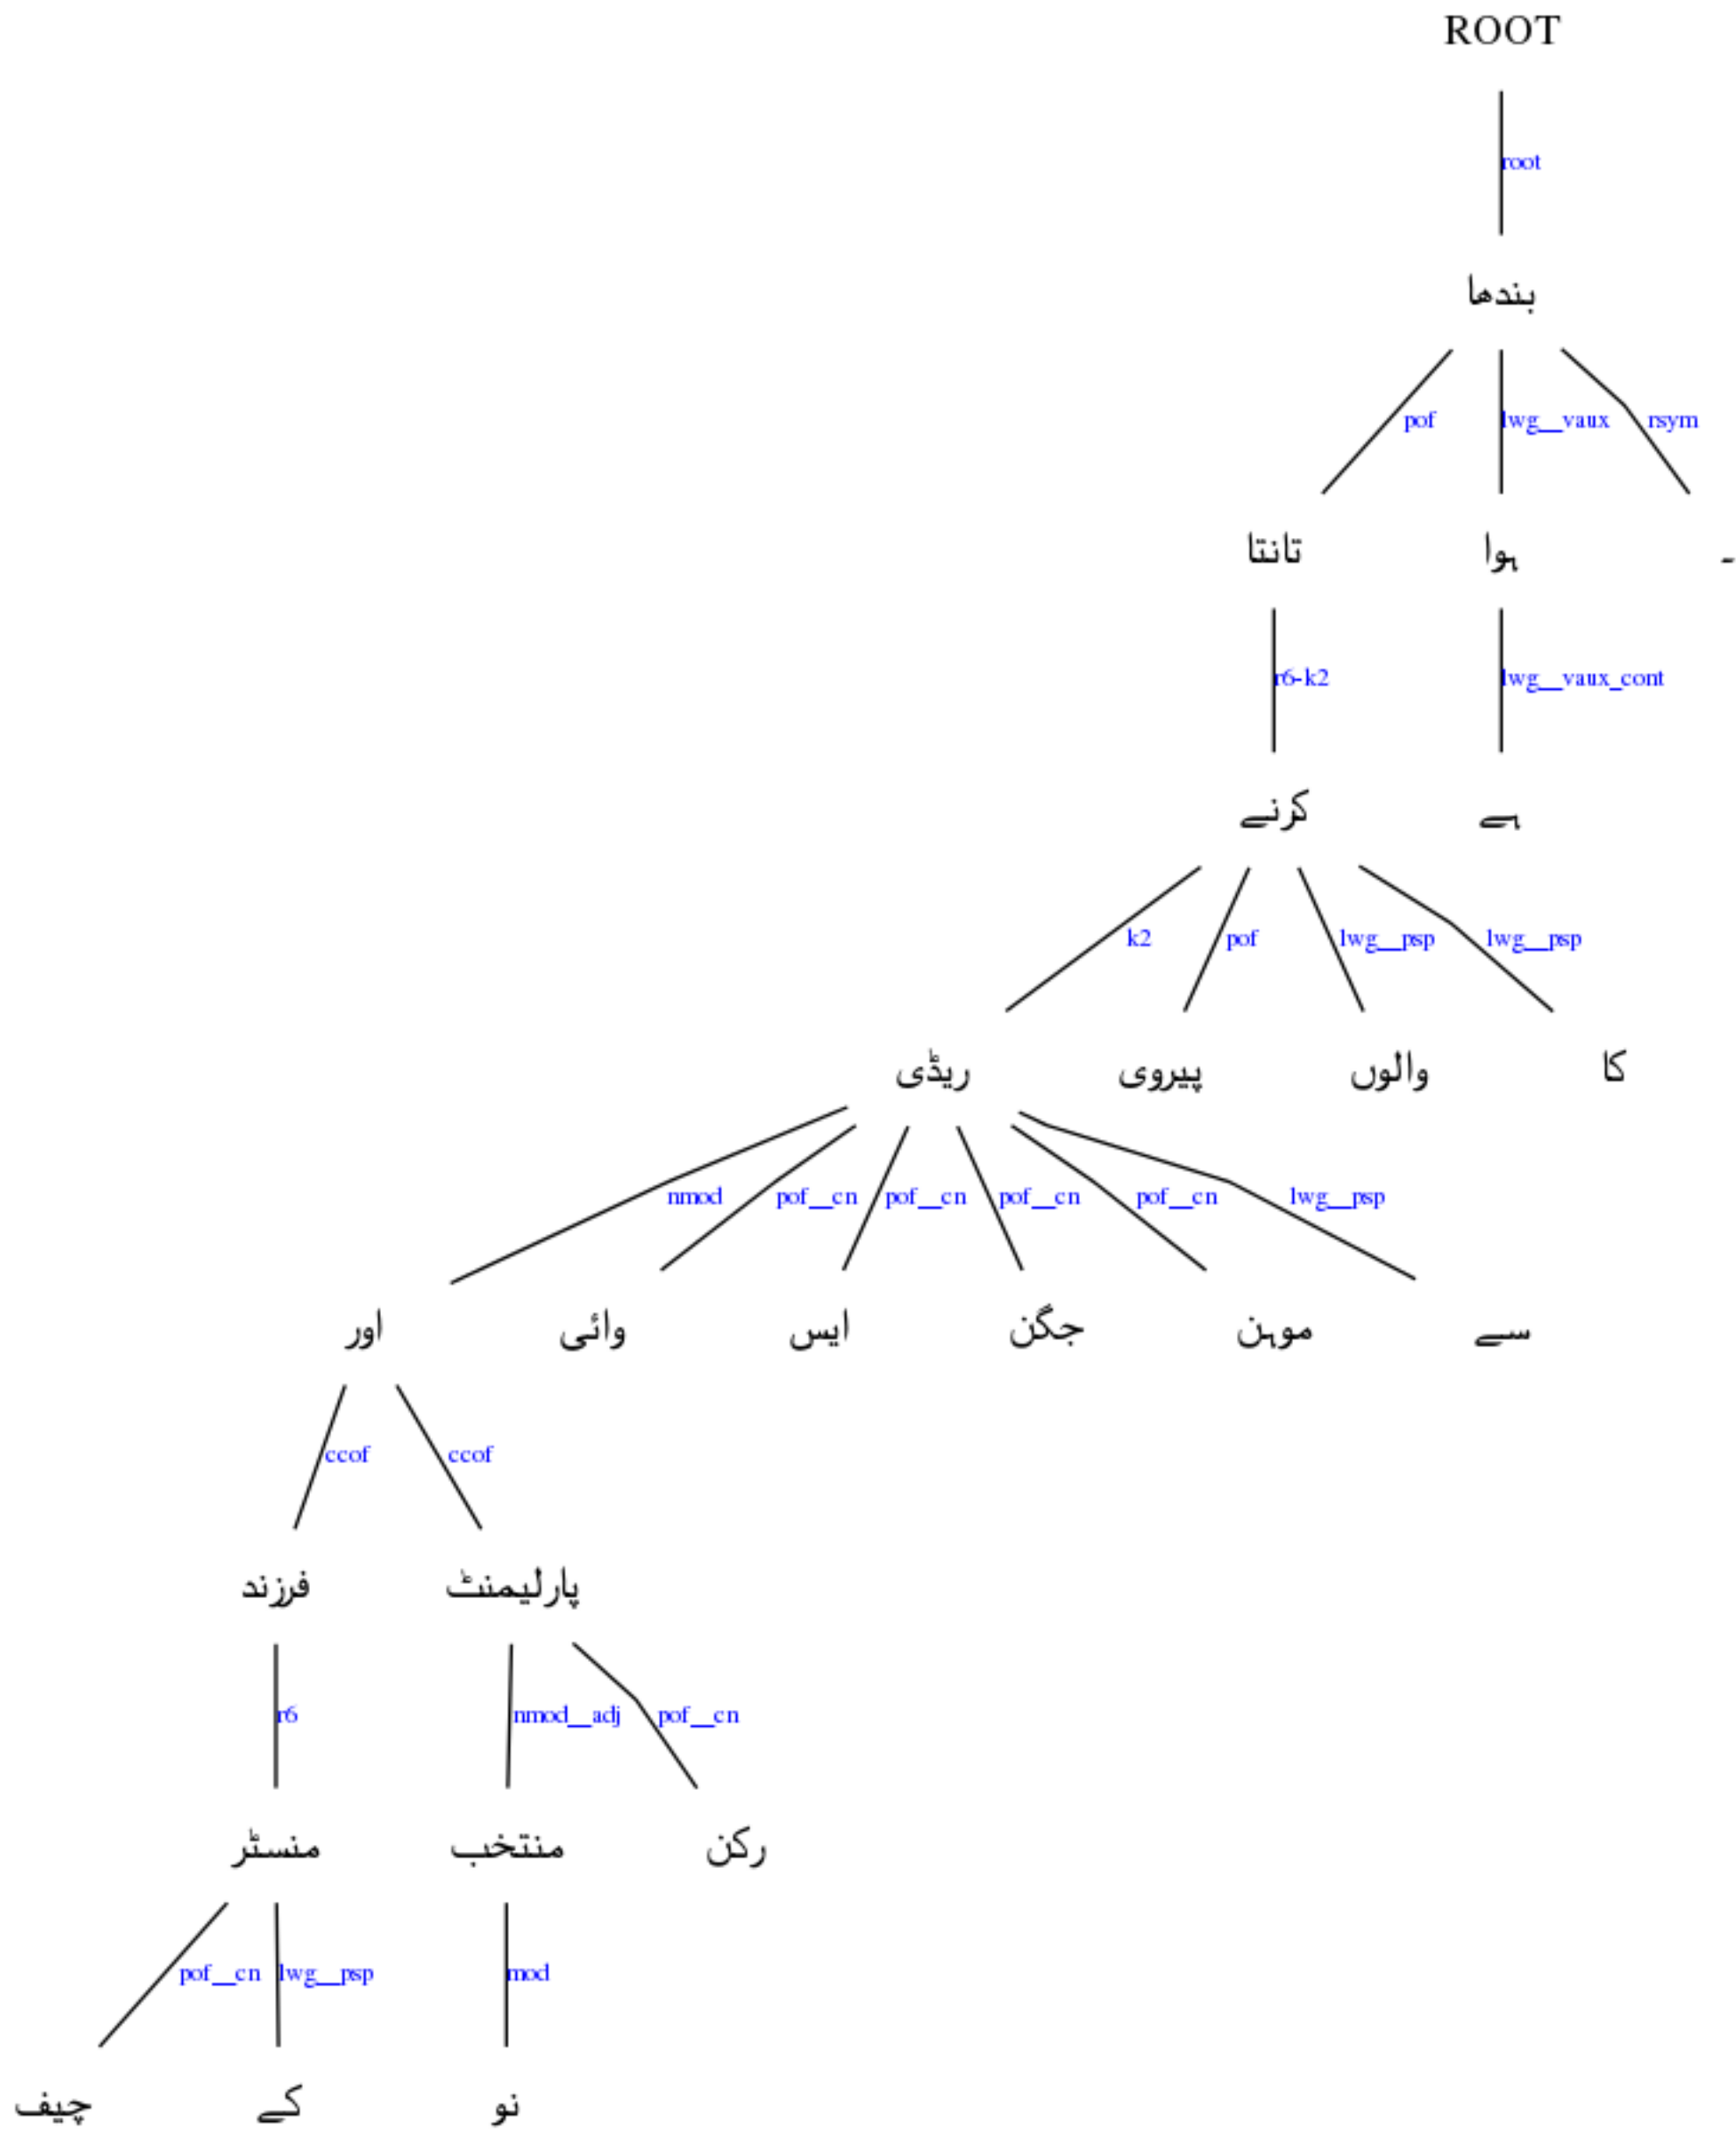 ROOT
root
بندھا
pof lwg__vaux rsym
تانتا ہوا ۔
r6-k2 lwg__vaux_cont
کرنے ہے
k2 pof lwg__psp lwg__psp
ریڈی پیروی والوں کا
nmod pof__cn pof__cn pof__cn pof__cn lwg__psp
اور وائی ایس جگن موہن سے
ccof ccof
فرزند پارلیمنٹ
r6 nmod__adj pof__cn
منسٹر منتخب رکن
pof__cn lwg__psp mod
چیف کے نو